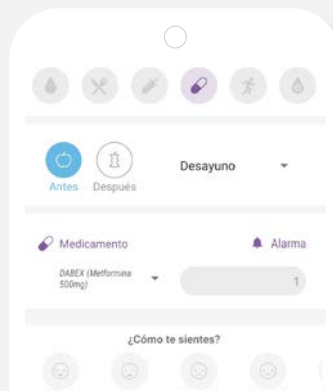 Desayuno
Antes Después
Medicamento Alarma
DABEX (Metformina
500mg)
1
¿Cómo te sientes?